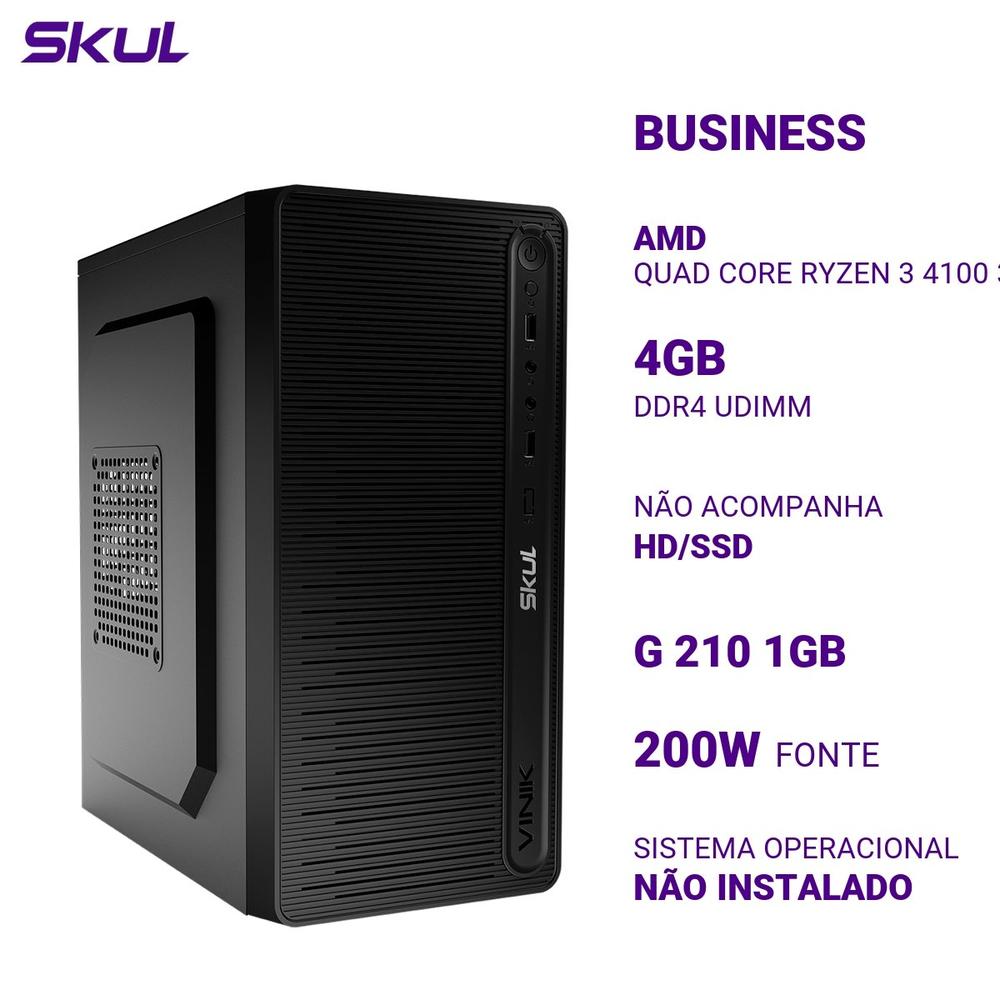 SKUL
BUSINESS
AMD
QUAD CORE RYZEN 3 4100
4GB
DDR4 UDIMM
NÃO ACOMPANHA
HD/SSD
G 210 1GB
200W FONTE
SISTEMA OPERACIONAL
NÃO INSTALADO
SKUL
VINIK